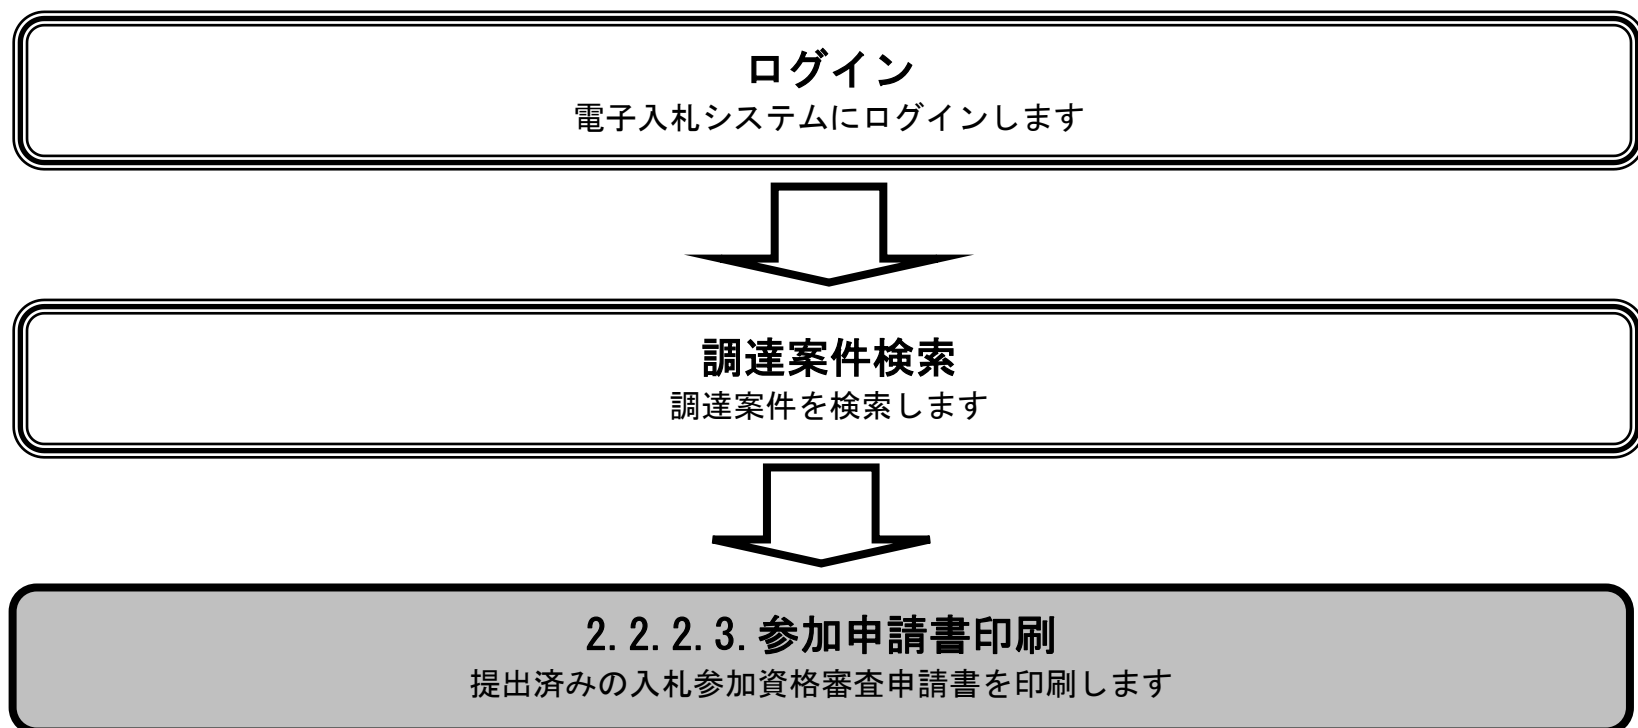 ログイン
電子入札システムにログインします
調達案件検索
調達案件を検索します
2.2.2.3.参加申請書印刷
提出済みの入札参加資格審査申請書を印刷します